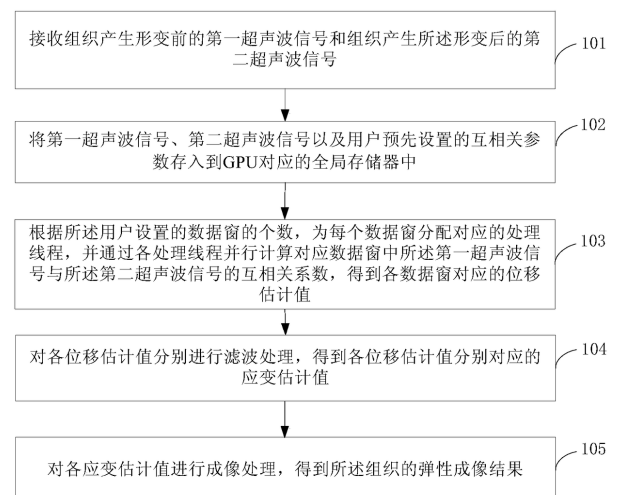 接收组织产生形变前的第一超声波信号和组织产生所述形变后的第
二超声波信号
101
将第一超声波信号、第二超声波信号以及用户预先设置的互相关参
数存入到GPU对应的全局存储器中
102
根据所述用户设置的数据窗的个数，为每个数据窗分配对应的处理
线程，并通过各处理线程并行计算对应数据窗中所述第一超声波信
号与所述第二超声波信号的互相关系数，得到各数据窗对应的位移
估计值
103
对各位移估计值分别进行滤波处理，得到各位移估计值分别对应的
应变估计值
104
对各应变估计值进行成像处理，得到所述组织的弹性成像结果
105